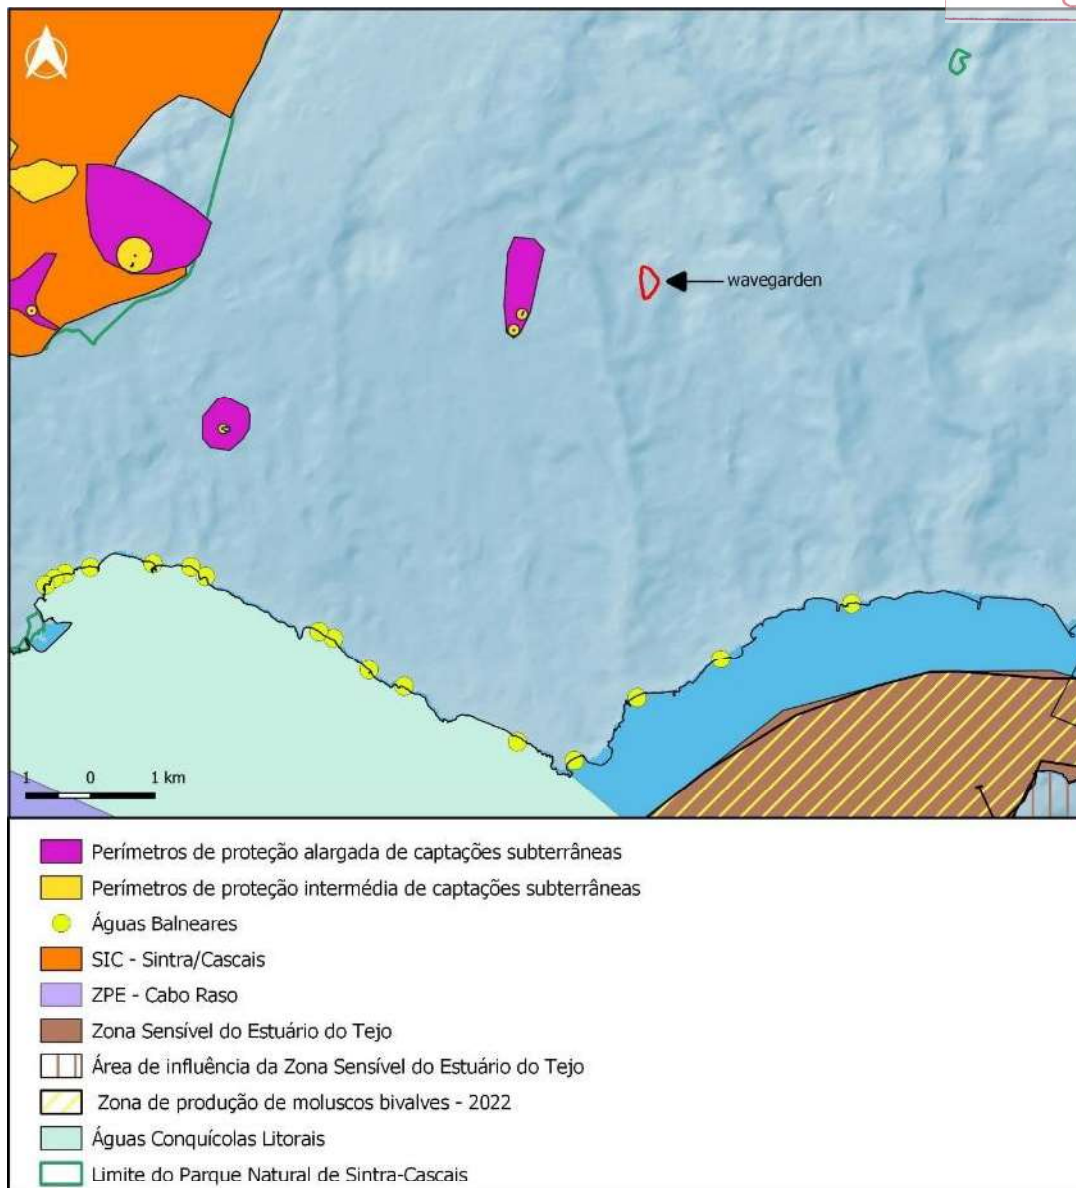 wavegarden
1 0 1 km
Perímetros de proteção alargada de captações subterrâneas
Perímetros de proteção intermédia de captações subterrâneas
Águas Balneares
SIC - Sintra/Cascais
ZPE - Cabo Raso
Zona Sensível do Estuário do Tejo
Área de influência da Zona Sensível do Estuário do Tejo
Zona de produção de moluscos bivalves - 2022
Águas Conquícolas Litorais
Limite do Parque Natural de Sintra-Cascais